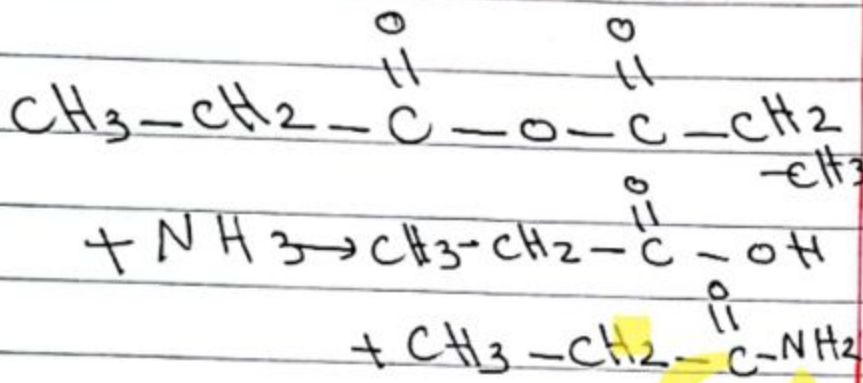 O O
|| ||
CH3-CH2-C-O-C-CH2
-CH3
O
||
+NH3→CH3-CH2-C-OH
O
||
+CH3-CH2-C-NH2